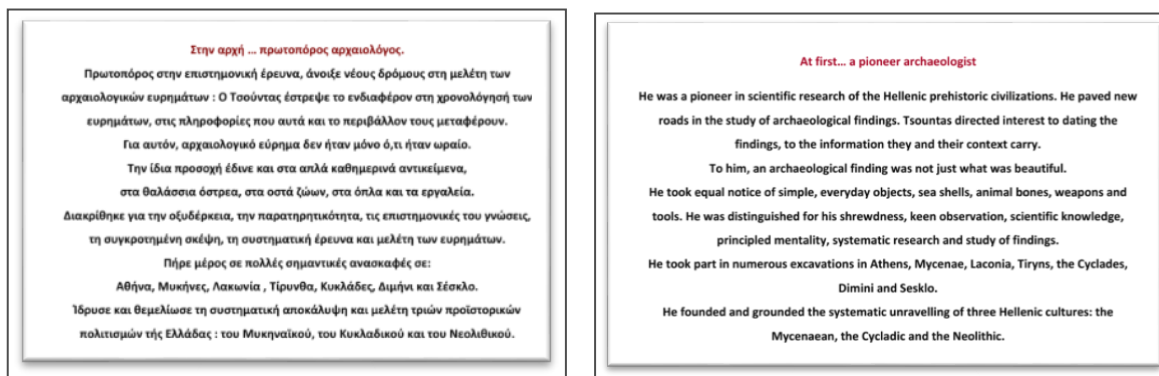 Στην αρχή ... πρωτοπόρος αρχαιολόγος.
Πρωτοπόρος στην επιστημονική έρευνα, άνοιξε νέους δρόμους στη μελέτη των
αρχαιολογικών ευρημάτων : Ο Τσούντας έστρεψε το ενδιαφέρον στη χρονολόγησή των
ευρημάτων, στις πληροφορίες που αυτά και το περιβάλλον τους μεταφέρουν.
Για αυτόν, αρχαιολογικό εύρημα δεν ήταν μόνο ό,τι ήταν ωραίο.
Την ίδια προσοχή έδινε και στα απλά καθημερινά αντικείμενα,
στα θαλάσσια όστρεα, στα οστά ζώων, στα όπλα και τα εργαλεία.
Διακρίθηκε για την οξυδέρκεια, την παρατηρητικότητα, τις επιστημονικές του γνώσεις,
τη συγκροτημένη σκέψη, τη συστηματική έρευνα και μελέτη των ευρημάτων.
Πήρε μέρος σε πολλές σημαντικές ανασκαφές σε:
Αθήνα, Μυκήνες, Λακωνία , Τίρυνθα, Κυκλάδες, Διμήνι και Σέσκλο.
Ίδρυσε και θεμελίωσε τη συστηματική αποκάλυψη και μελέτη τριών προϊστορικών
πολιτισμών τής Ελλάδας : του Μυκηναϊκού, του Κυκλαδικού και του Νεολιθικού.
At first... a pioneer archaeologist
He was a pioneer in scientific research of the Hellenic prehistoric civilizations. He paved new
roads in the study of archaeological findings. Tsountas directed interest to dating the
findings, to the information they and their context carry.
To him, an archaeological finding was not just what was beautiful.
He took equal notice of simple, everyday objects, sea shells, animal bones, weapons and
tools. He was distinguished for his shrewdness, keen observation, scientific knowledge,
principled mentality, systematic research and study of findings.
He took part in numerous excavations in Athens, Mycenae, Laconia, Tiryns, the Cyclades,
Dimini and Sesklo.
He founded and grounded the systematic unravelling of three Hellenic cultures: the
Mycenaean, the Cycladic and the Neolithic.